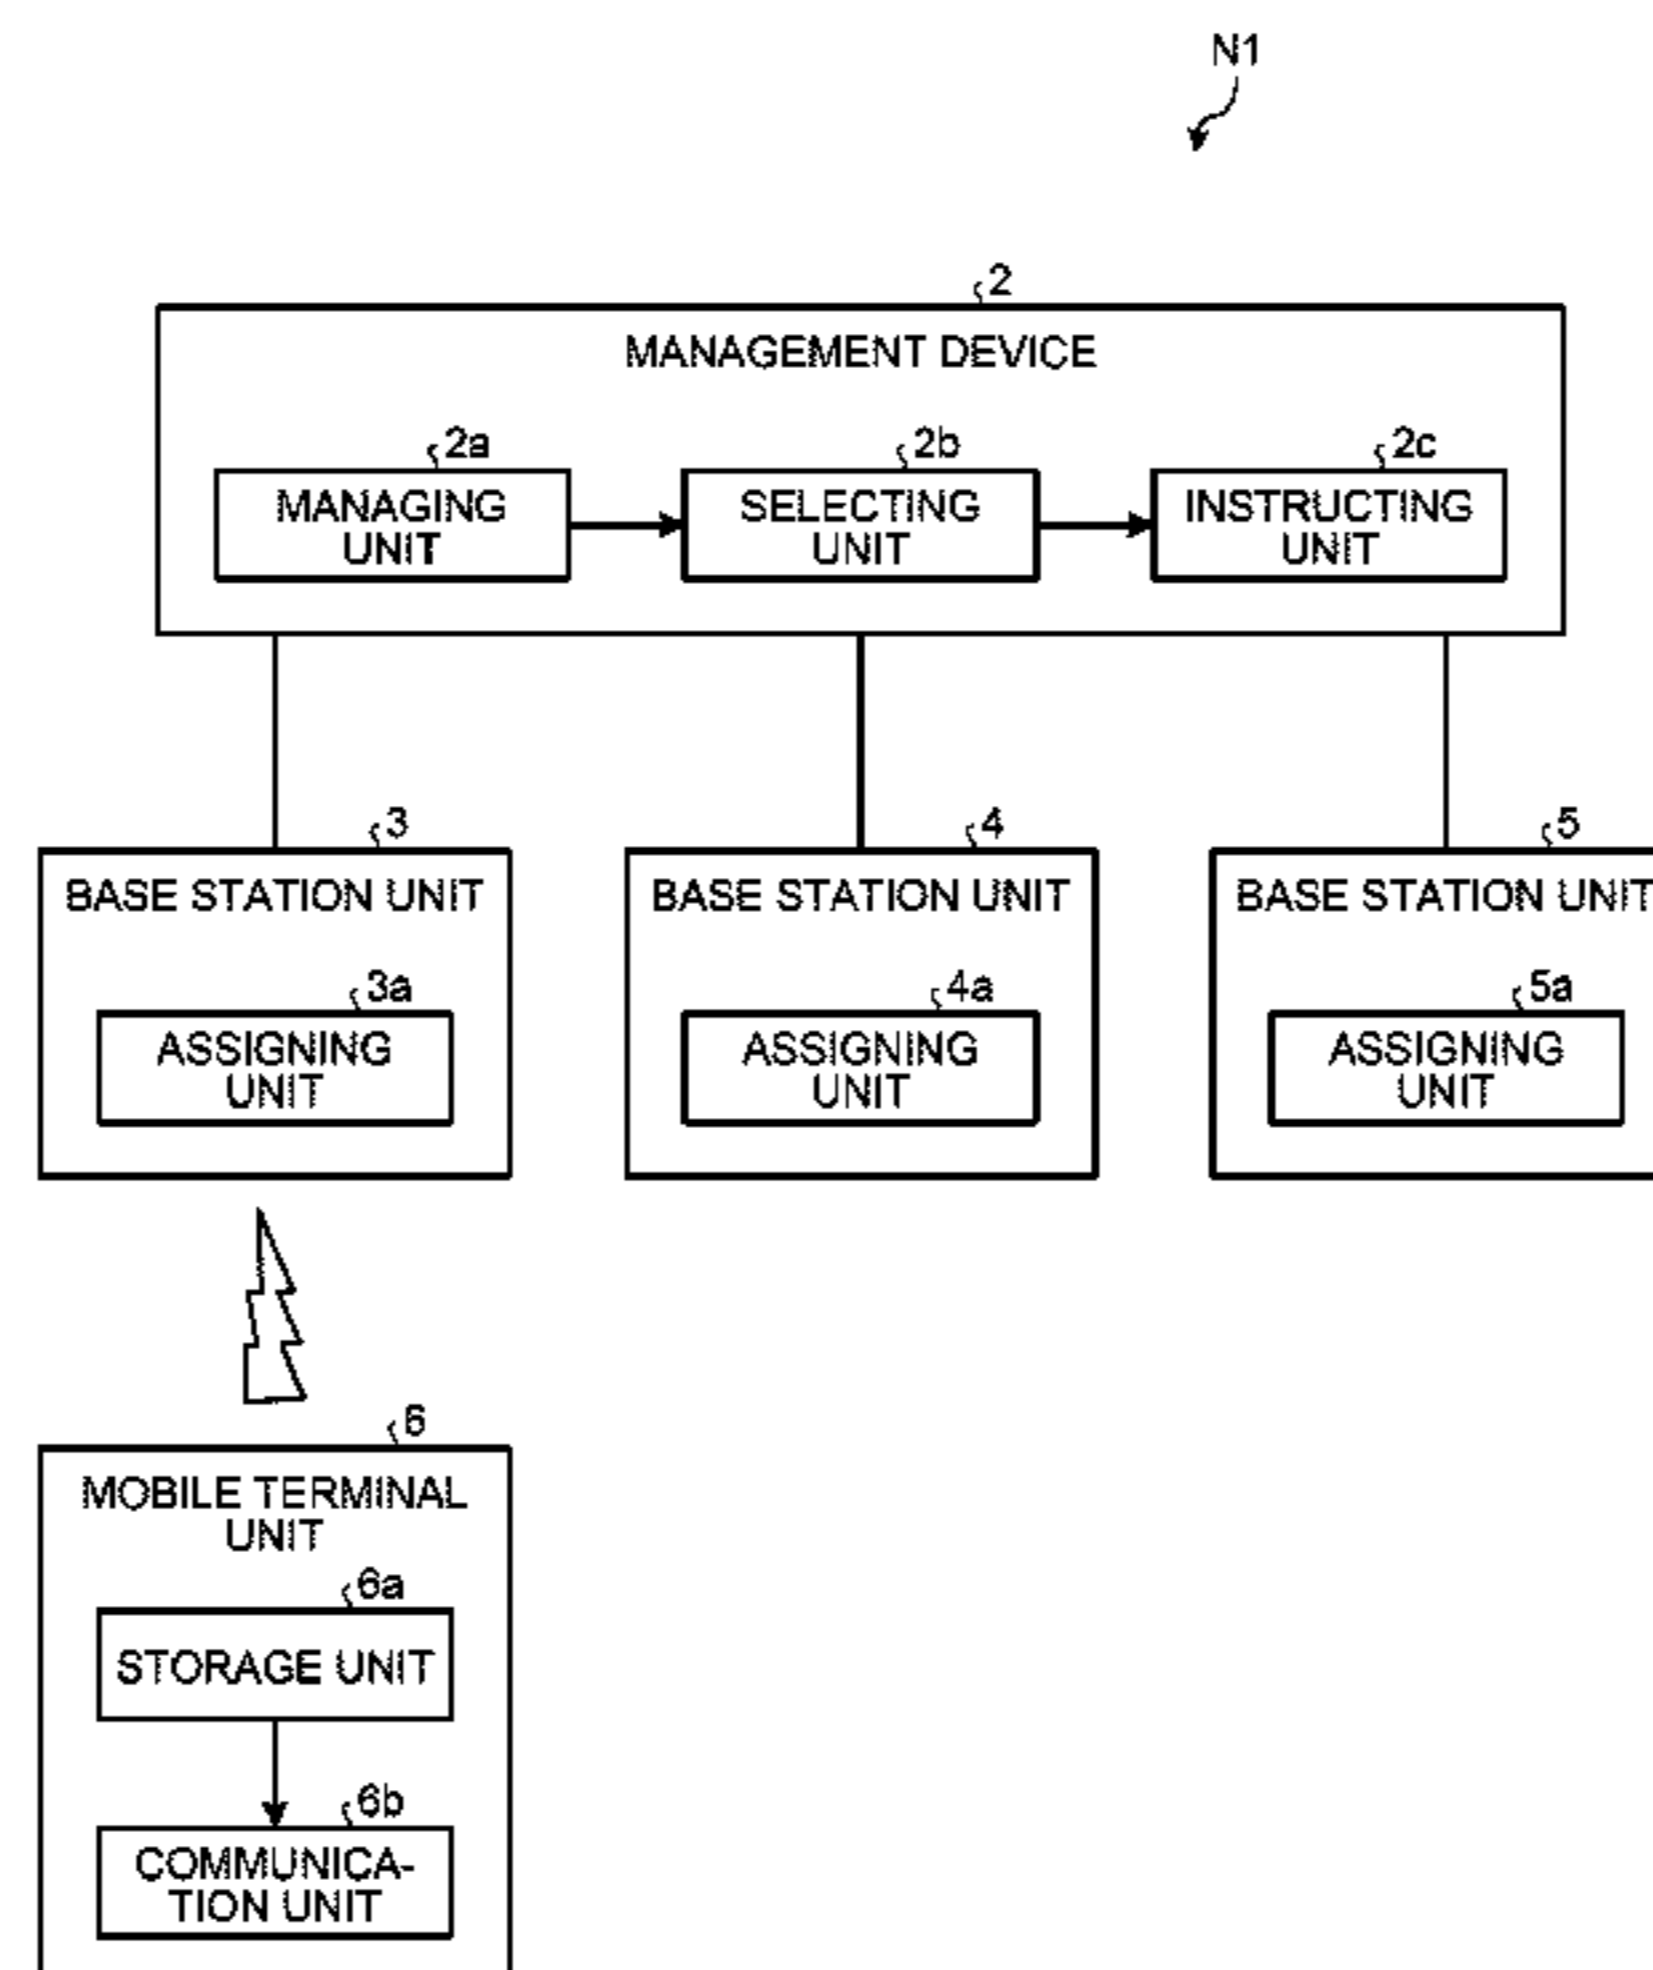 N1
2
MANAGEMENT DEVICE
2a
2b
2c
MANAGING
UNIT
SELECTING
UNIT
INSTRUCTING
UNIT
3
4
5
BASE STATION UNIT
BASE STATION UNIT
BASE STATION UNIT
3a
4a
5a
ASSIGNING
UNIT
ASSIGNING
UNIT
ASSIGNING
UNIT
6
MOBILE TERMINAL
UNIT
6a
STORAGE UNIT
6b
COMMUNICA-
TION UNIT